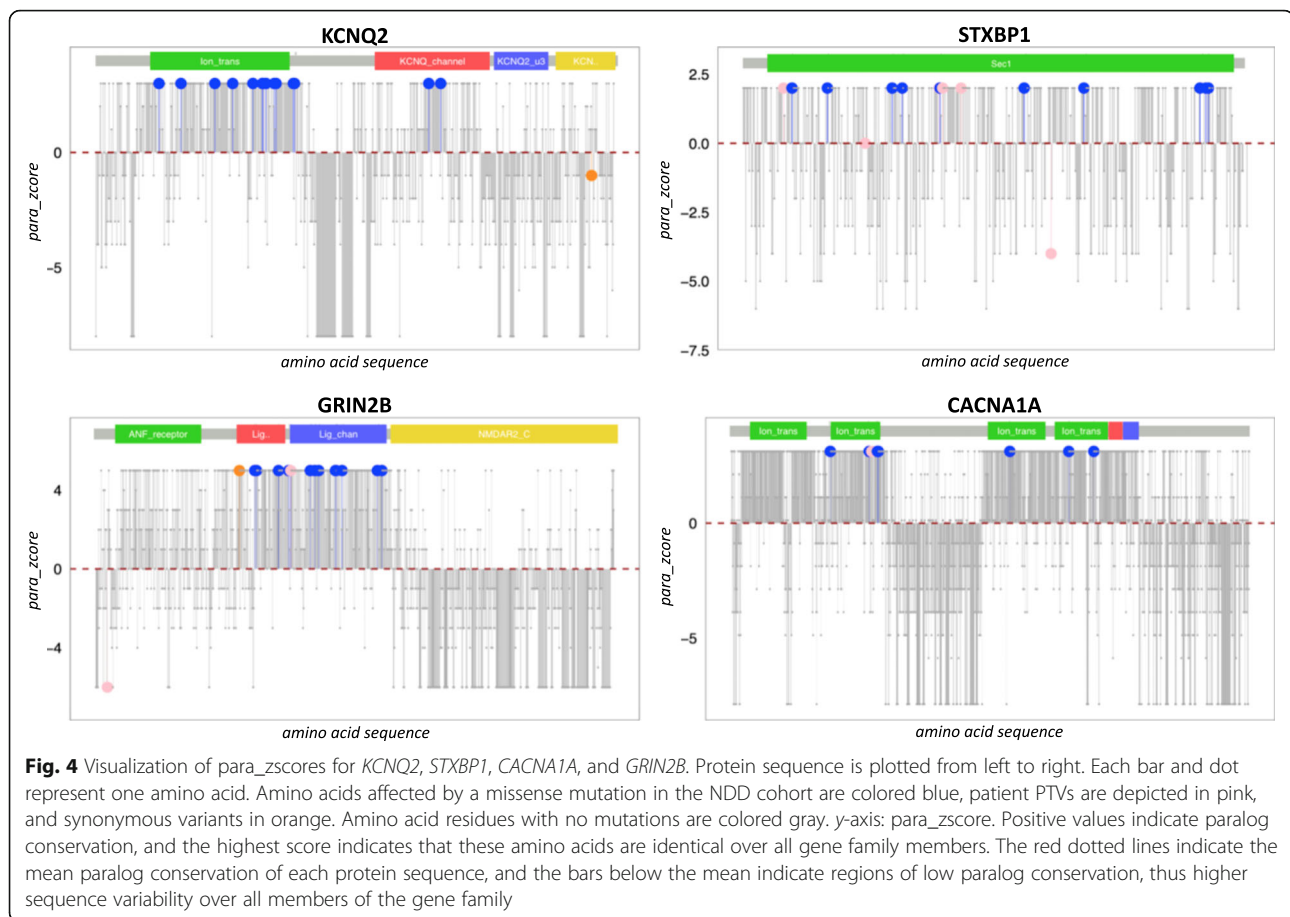 KCNQ2
Ion_trans KCNQ_channel KCNQ2_u3 KCN..
0
−5
para_zscore
amino acid sequence
STXBP1
Sec1
2.5
0.0
−2.5
−5.0
−7.5
para_zscore
amino acid sequence
GRIN2B
ANF_receptor Lig.. Lig_chan NMDAR2_C
4
0
−4
para_zcore
amino acid sequence
CACNA1A
Ion_trans Ion_trans Ion_trans Ion_trans
0
−5
para_zcore
amino acid sequence
Fig. 4 Visualization of para_zscores for KCNQ2, STXBP1, CACNA1A, and GRIN2B. Protein sequence is plotted from left to right. Each bar and dot
represent one amino acid. Amino acids affected by a missense mutation in the NDD cohort are colored blue, patient PTVs are depicted in pink,
and synonymous variants in orange. Amino acid residues with no mutations are colored gray. y-axis: para_zscore. Positive values indicate paralog
conservation, and the highest score indicates that these amino acids are identical over all gene family members. The red dotted lines indicate the
mean paralog conservation of each protein sequence, and the bars below the mean indicate regions of low paralog conservation, thus higher
sequence variability over all members of the gene family